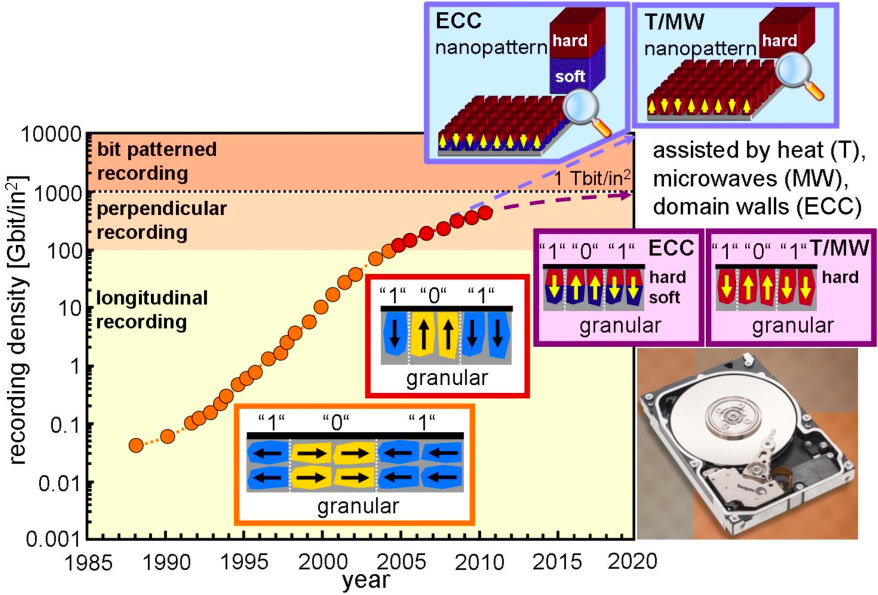 ECC
nanopattern
hard
soft
T/MW
nanopattern
hard
10000
1000
100
10
1
0.1
0.01
0.001
recording density [Gbit/in²]
bit patterned
recording
perpendicular
recording
longitudinal
recording
1 Tbit/in²
assisted by heat (T),
microwaves (MW),
domain walls (ECC)
"1" "0" "1" ECC
hard
soft
granular
"1" "0" "1" T/MW
hard
granular
"1" "0" "1"
granular
"1" "0" "1"
granular
1985 1990 1995 2000 2005 2010 2015 2020
year